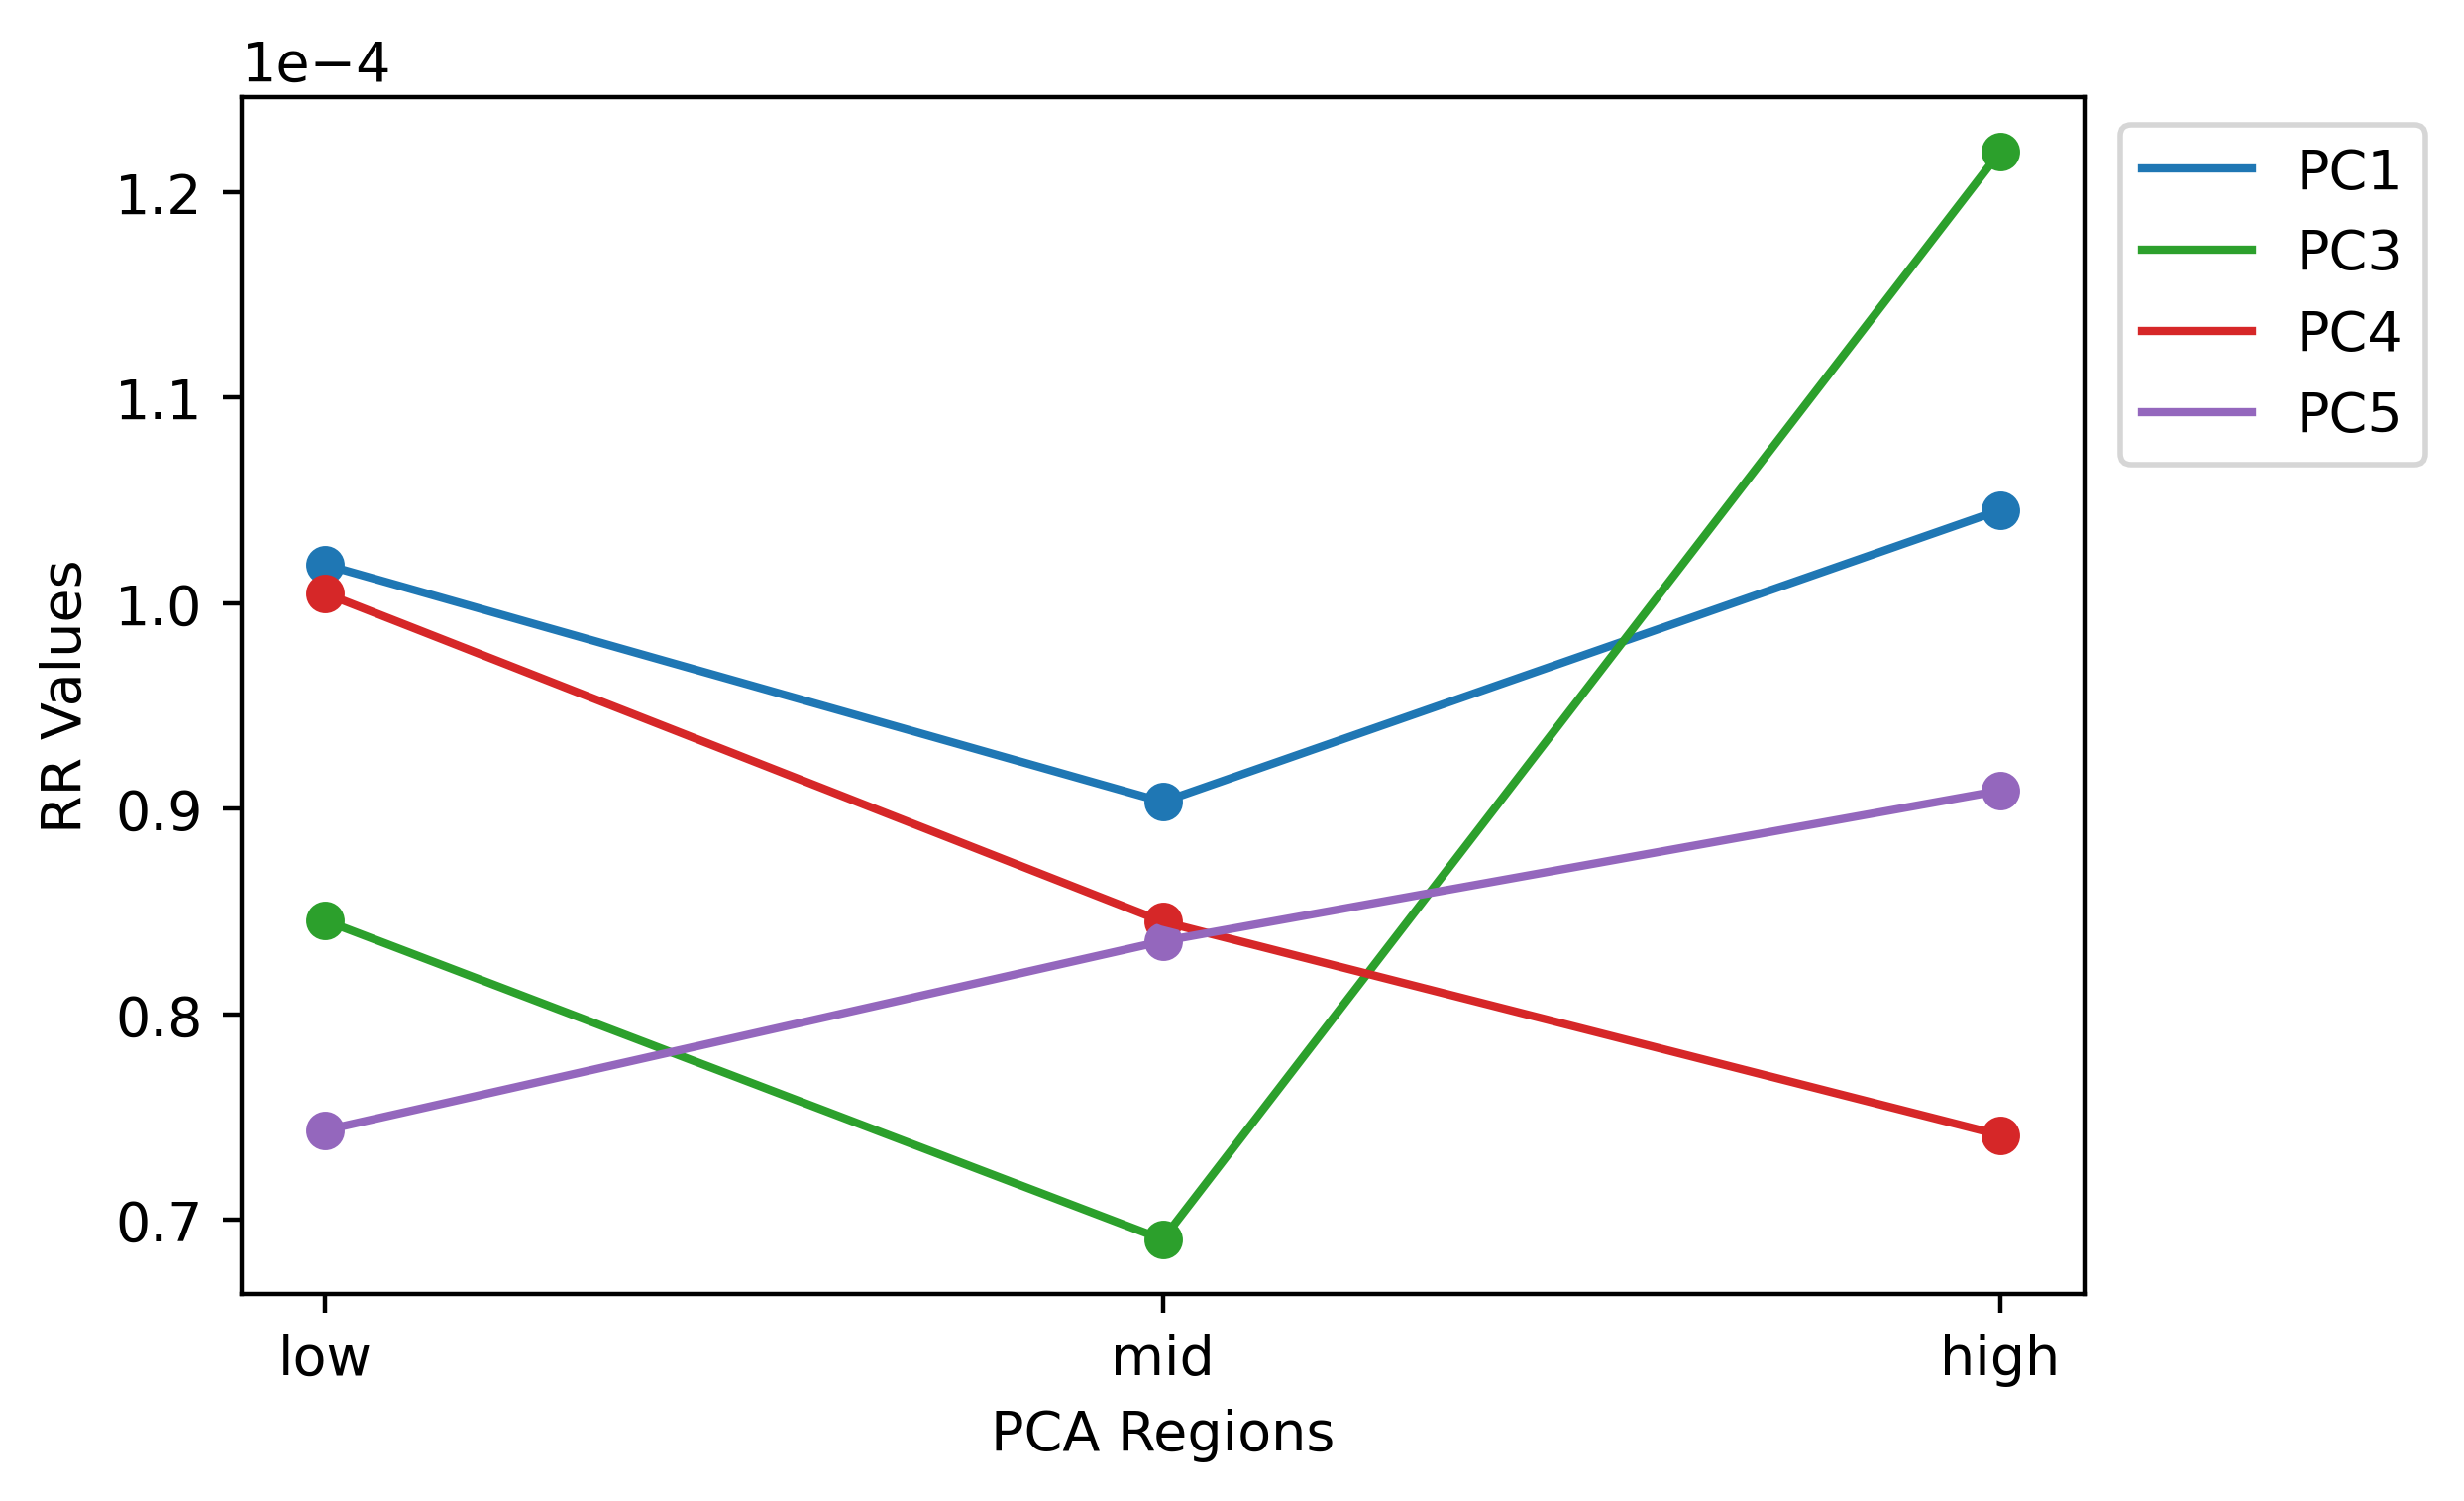 1e−4
1.2
1.1
1.0
0.9
0.8
0.7
RR Values
low
mid
high
PCA Regions
PC1
PC3
PC4
PC5